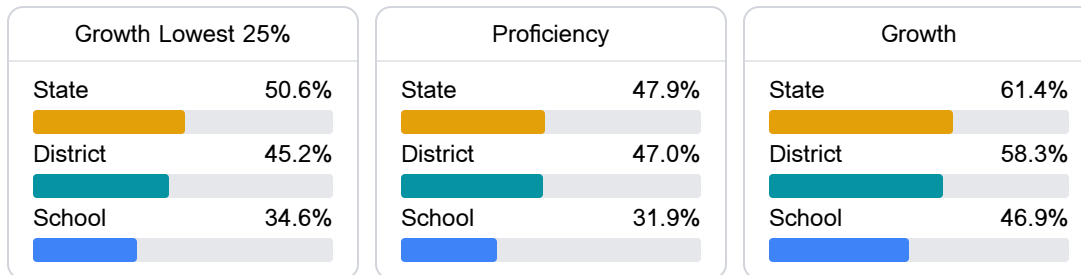 Growth Lowest 25%
State 50.6%
District 45.2%
School 34.6%
Proficiency
State 47.9%
District 47.0%
School 31.9%
Growth
State 61.4%
District 58.3%
School 46.9%